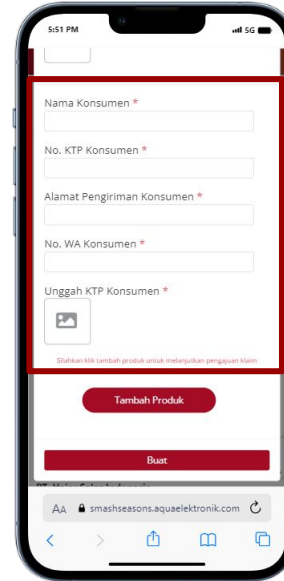 5:51 PM
5G
Nama Konsumen *
No. KTP Konsumen *
Alamat Pengiriman Konsumen *
No. WA Konsumen *
Unggah KTP Konsumen *
Silahkan klik tambah produk untuk melanjutkan pengajuan klaim
Tambah Produk
Buat
AA smashseasons.aquaelektronik.com